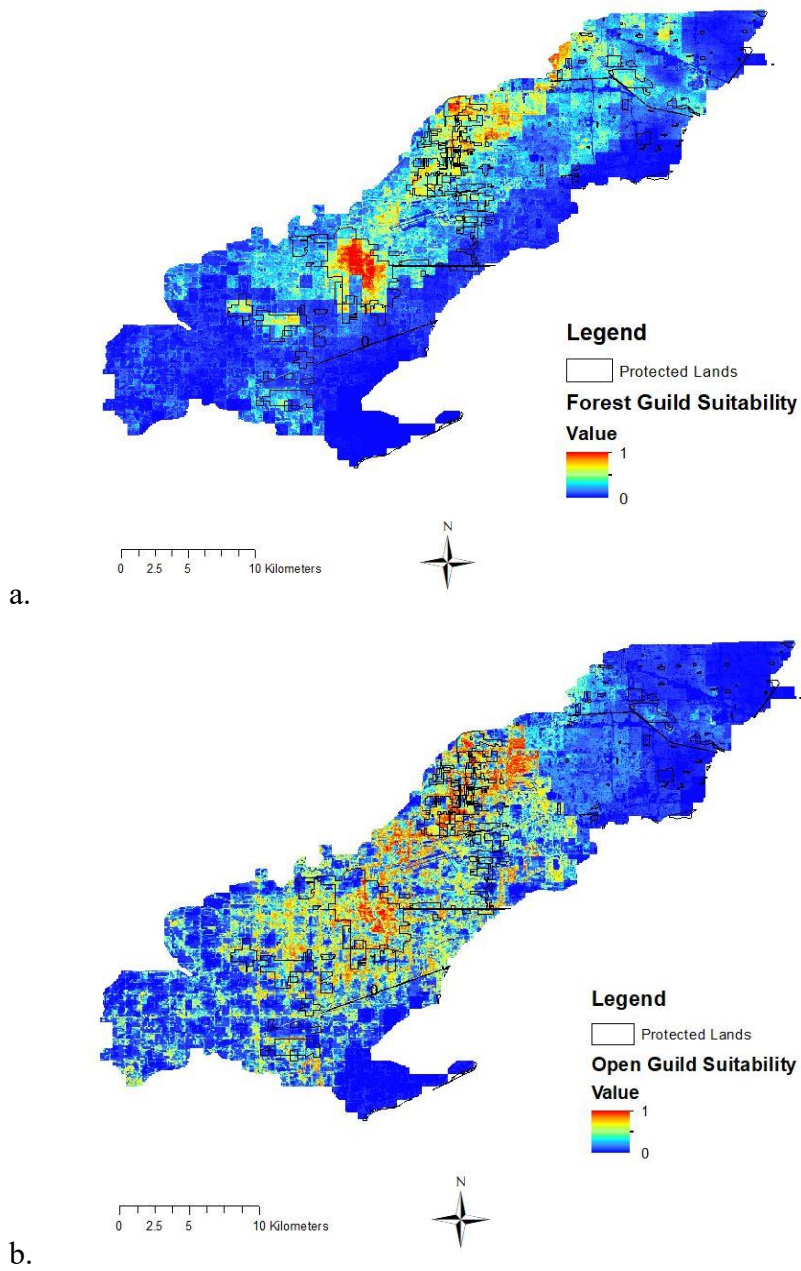 Legend
Protected Lands
Forest Guild Suitability
Value
1
0
N
0 2.5 5 10 Kilometers
a.
Legend
Protected Lands
Open Guild Suitability
Value
1
0
N
0 2.5 5 10 Kilometers
b.